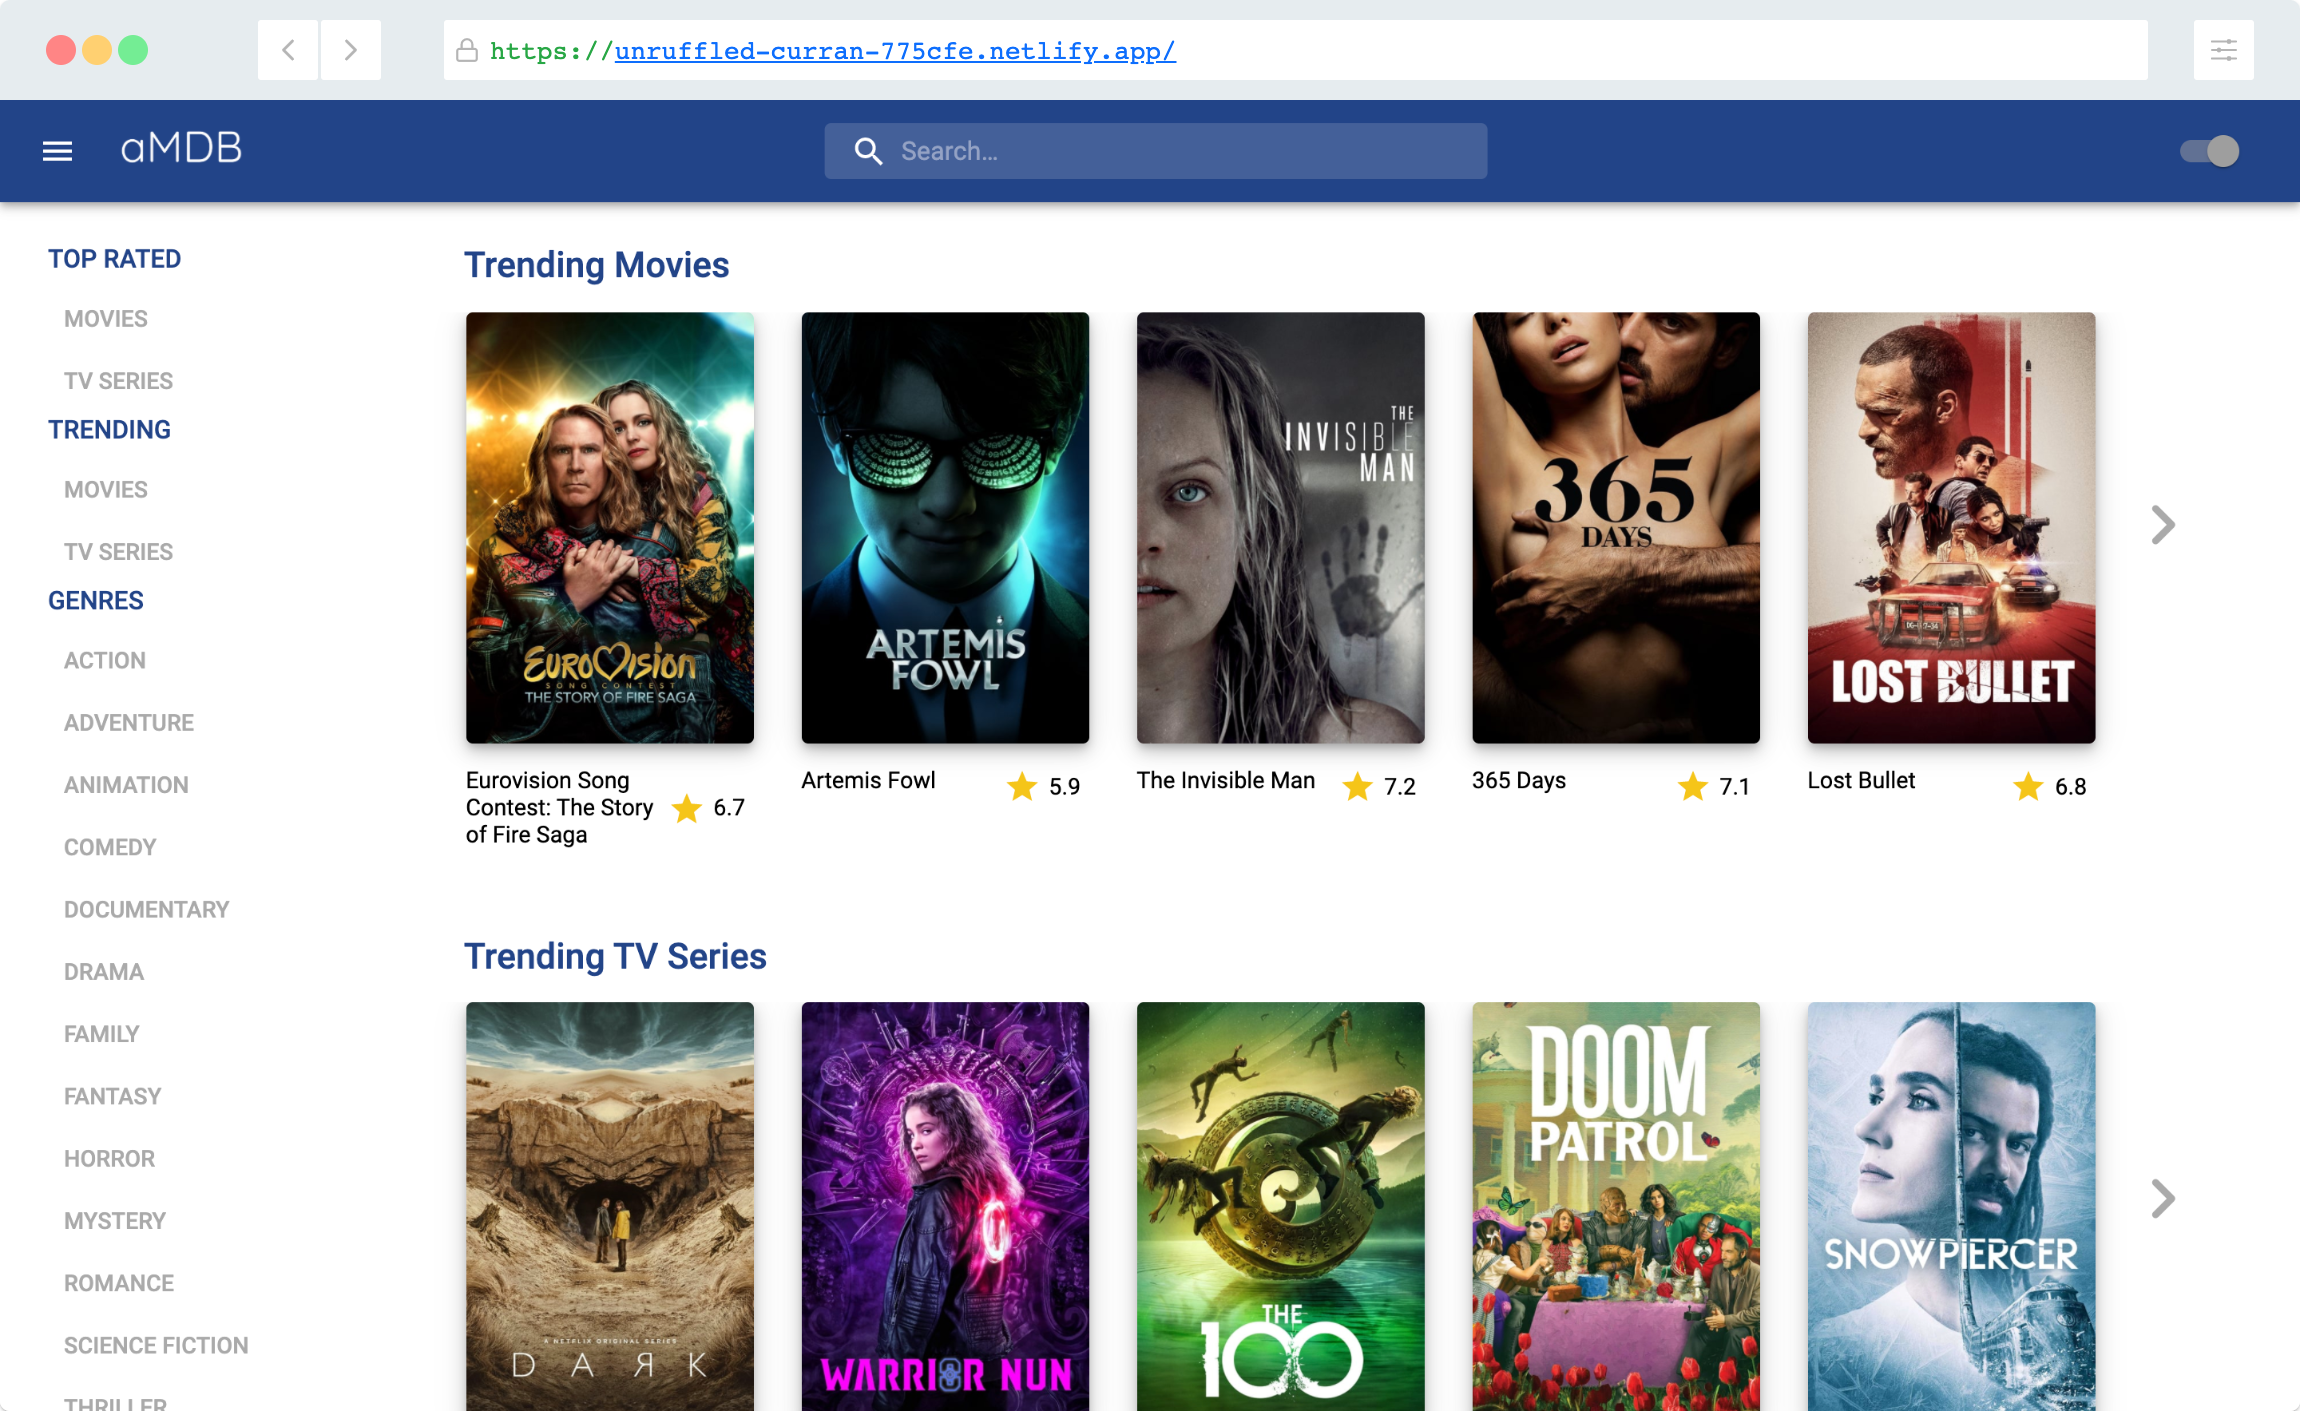 https://unruffled-curran-775cfe.netlify.app/
aMDB
Search...
TOP RATED
MOVIES
TV SERIES
TRENDING
MOVIES
TV SERIES
GENRES
ACTION
ADVENTURE
ANIMATION
COMEDY
DOCUMENTARY
DRAMA
FAMILY
FANTASY
HORROR
MYSTERY
ROMANCE
SCIENCE FICTION
THRILLER
Trending Movies
EUROVISION
SONG CONTEST
THE STORY OF FIRE SAGA
ARTEMIS
FOWL
THE
INVISIBLE
MAN
365
DAYS
LOST BULLET
Eurovision Song
Contest: The Story
of Fire Saga
6.7
Artemis Fowl
5.9
The Invisible Man
7.2
365 Days
7.1
Lost Bullet
6.8
Trending TV Series
A NETFLIX ORIGINAL SERIES
DARK
WARRIOR NUN
THE
100
DOOM
PATROL
SNOWPIERCER